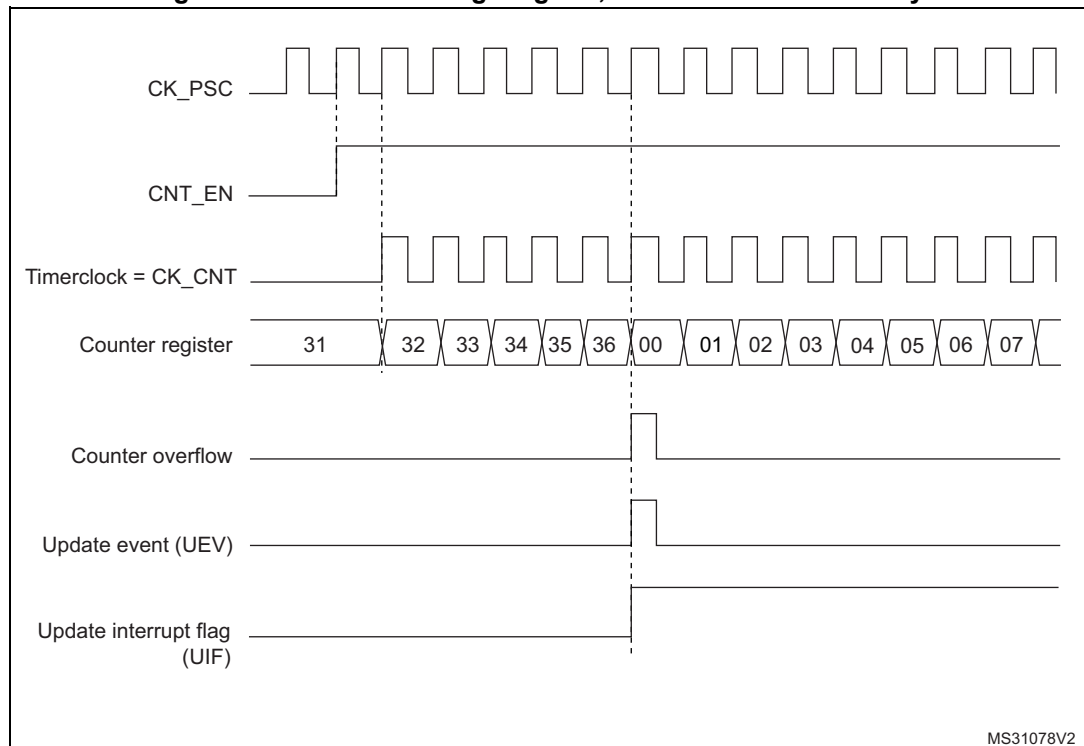 CK_PSC
CNT_EN
Timerclock = CK_CNT
Counter register
31 32 33 34 35 36 00 01 02 03 04 05 06 07
Counter overflow
Update event (UEV)
Update interrupt flag
(UIF)
MS31078V2